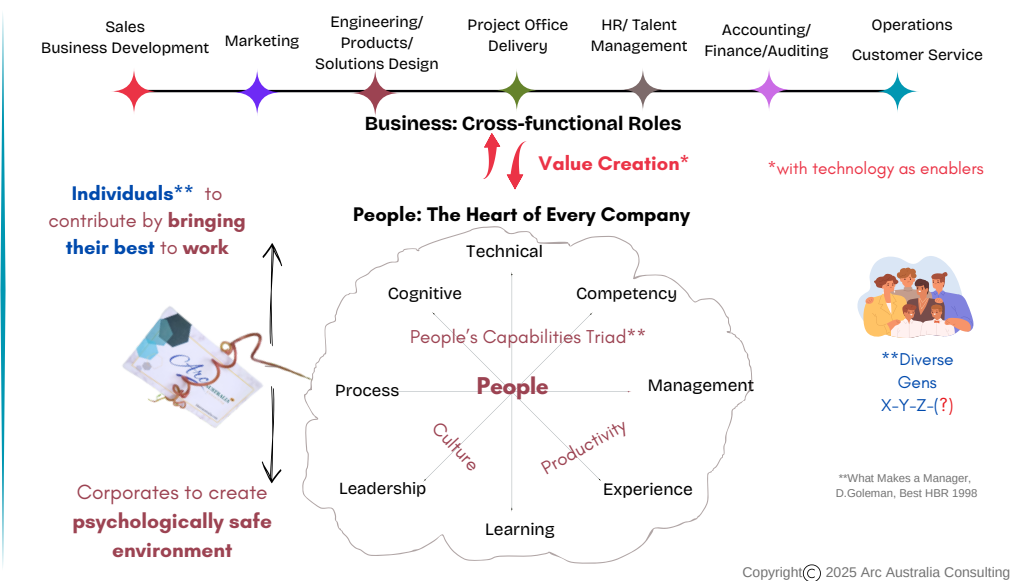 Sales
Business Development
Marketing
Engineering/
Products/
Solutions Design
Project Office
Delivery
HR/ Talent
Management
Accounting/
Finance/Auditing
Operations
Customer Service
Business: Cross-functional Roles
Value Creation*
*with technology as enablers
Individuals** to
contribute by bringing
their best to work
People: The Heart of Every Company
Technical
Cognitive
Competency
People's Capabilities Triad**
Process
People
Management
Culture
Productivity
Leadership
Experience
Learning
Arc
AUSTRALIA
**Diverse
Gens
X-Y-Z-(?)
Corporates to create
psychologically safe
environment
**What Makes a Manager,
D.Goleman, Best HBR 1998
Copyright© 2025 Arc Australia Consulting